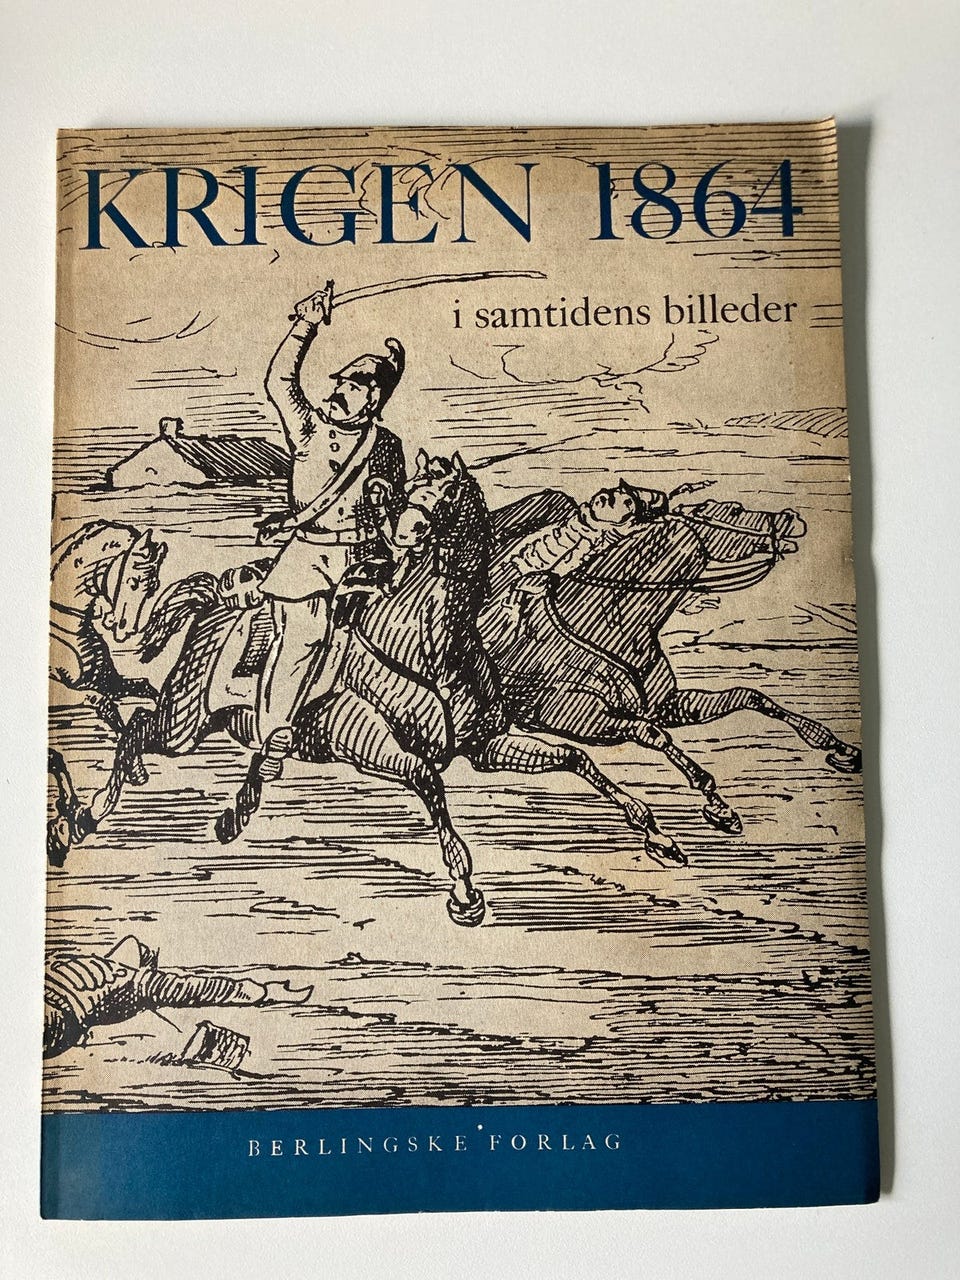 KRIGEN 1864
i samtidens billeder
BERLINGSKE FORLAG